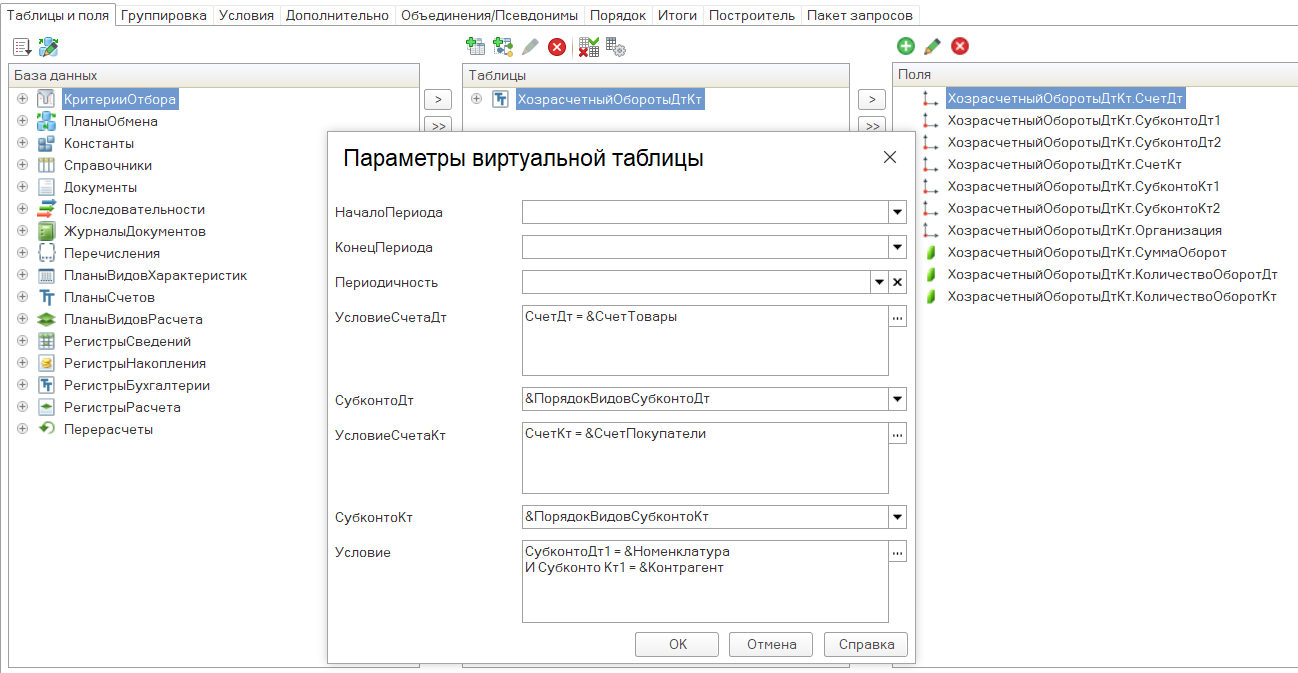 Таблицы и поля Группировка Условия Дополнительно Объединения/Псевдонимы Порядок Итоги Построитель Пакет запросов
База данных
КритерииОтбора
ПланыОбмена
Константы
Справочники
Документы
Последовательности
ЖурналыДокументов
Перечисления
ПланыВидовХарактеристик
ПланыСчетов
ПланыВидовРасчета
РегистрыСведений
РегистрыНакопления
РегистрыБухгалтерии
РегистрыРасчета
Перерасчеты
>
>>
Таблицы
ХозрасчетныйОборотыДтКт
>
>>
Параметры виртуальной таблицы
НачалоПериода
КонецПериода
Периодичность
УсловиеСчетаДт
СчетДт = &СчетТовары
...
СубконтоДт
&ПорядокВидовСубконтоДт
УсловиеСчетаКт
СчетКт = &СчетПокупатели
...
СубконтоКт
&ПорядокВидовСубконтоКт
Условие
СубконтоДт1 = &Номенклатура
И Субконто Кт1 = &Контрагент
...
ОК Отмена Справка
Поля
ХозрасчетныйОборотыДтКт.СчетДт
ХозрасчетныйОборотыДтКт.СубконтоДт1
ХозрасчетныйОборотыДтКт.СубконтоДт2
ХозрасчетныйОборотыДтКт.СчетКт
ХозрасчетныйОборотыДтКт.СубконтоКт1
ХозрасчетныйОборотыДтКт.СубконтоКт2
ХозрасчетныйОборотыДтКт.Организация
ХозрасчетныйОборотыДтКт.СуммаОборот
ХозрасчетныйОборотыДтКт.КоличествоОборотДт
ХозрасчетныйОборотыДтКт.КоличествоОборотКт